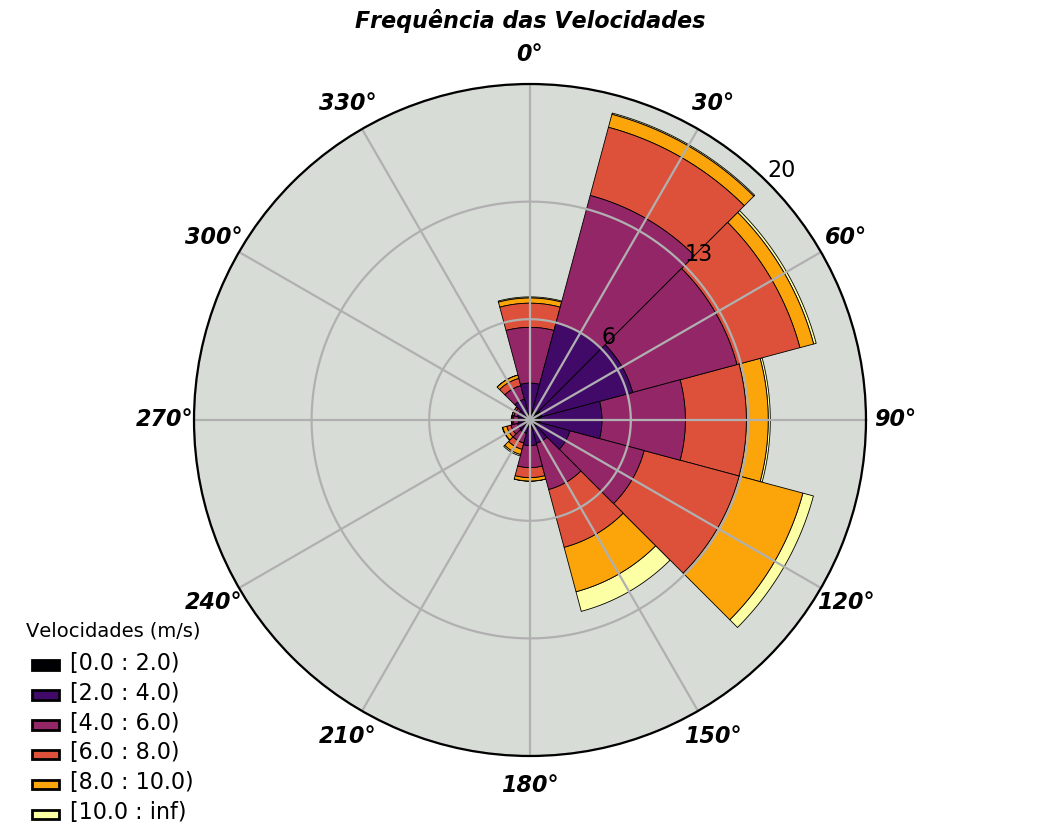 Frequência das Velocidades
0°
330°
30°
20
300°
60°
13
6
270°
90°
240°
120°
210°
150°
180°
Velocidades (m/s)
[0.0 : 2.0)
[2.0 : 4.0)
[4.0 : 6.0)
[6.0 : 8.0)
[8.0 : 10.0)
[10.0 : inf)